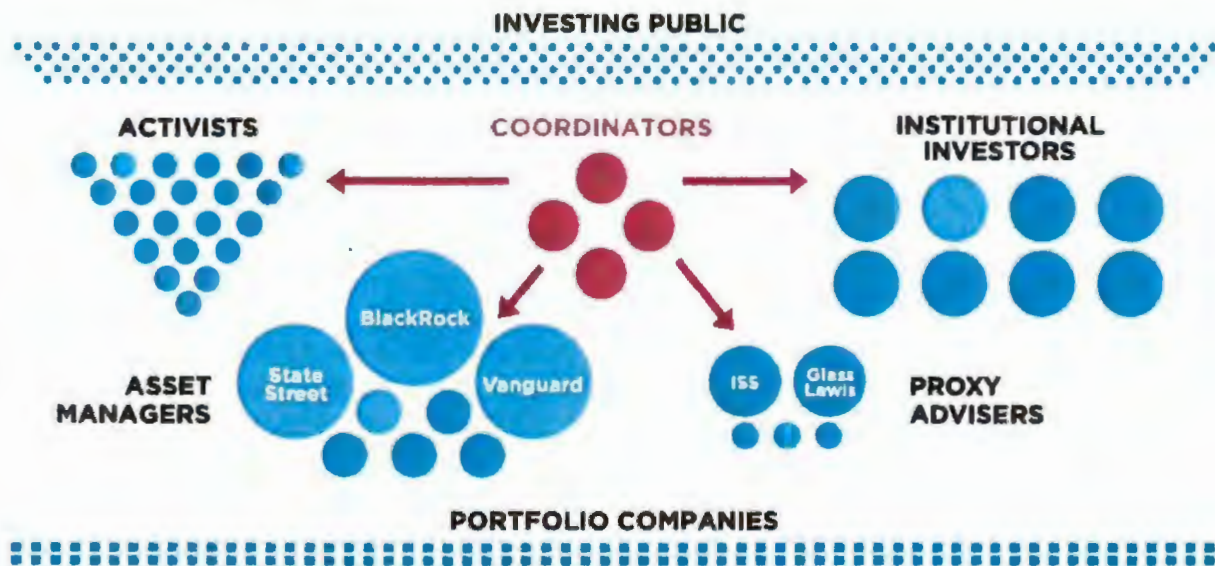 INVESTING PUBLIC
ACTIVISTS
COORDINATORS
INSTITUTIONAL
INVESTORS
BlackRock
State
Street
Vanguard
ISS
Glass
Lewis
ASSET
MANAGERS
PROXY
ADVISERS
PORTFOLIO COMPANIES